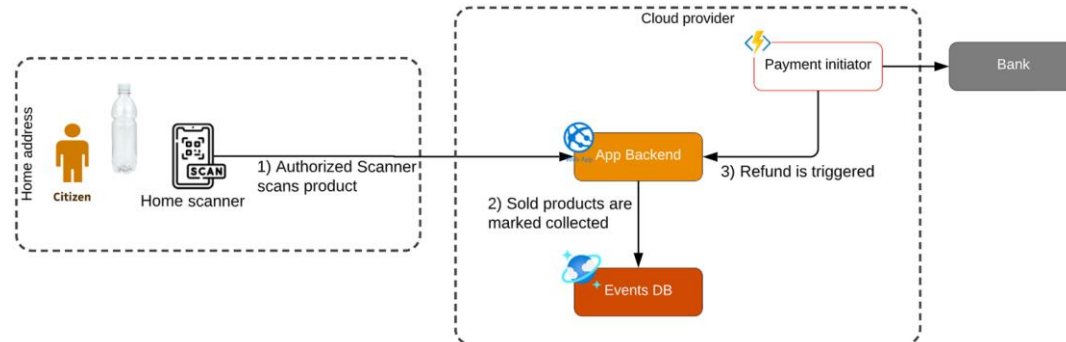 Cloud provider
Payment initiator
Bank
Home address
Citizen
SCAN
Home scanner
1) Authorized Scanner
scans product
App Backend
3) Refund is triggered
2) Sold products are
marked collected
Events DB